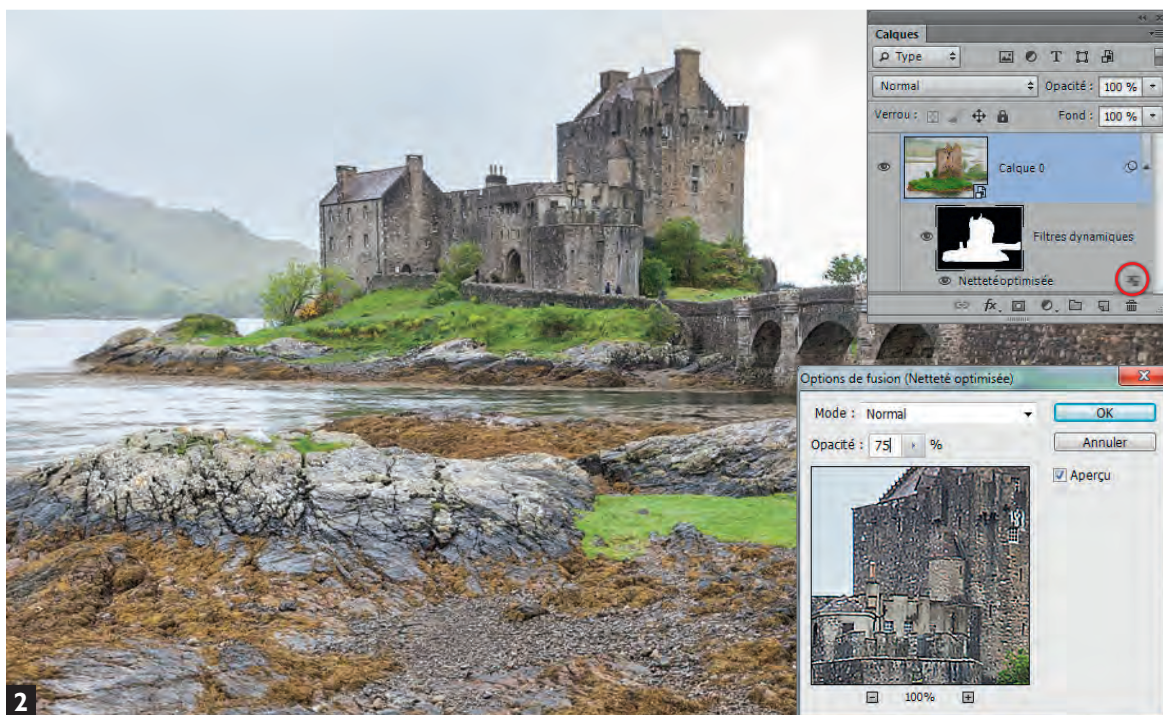 Calques
Type
T
Normal
Opacité : 100 %
Verrou :
Fond : 100 %
Calque 0
Filtres dynamiques
Netteté optimisée
fx.
Options de fusion (Netteté optimisée)
Mode : Normal
OK
Opacité : 75 %
Annuler
Aperçu
100%
2